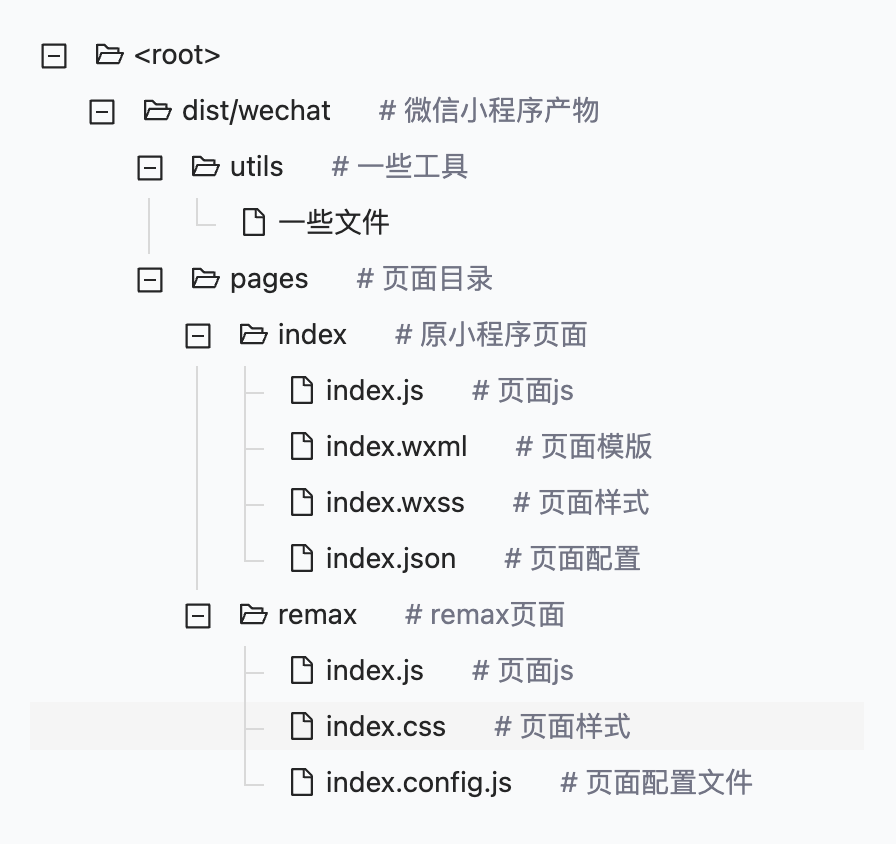 <root>
dist/wechat # 微信小程序产物
utils # 一些工具
一些文件
pages # 页面目录
index # 原小程序页面
index.js # 页面js
index.wxml # 页面模版
index.wxss # 页面样式
index.json # 页面配置
remax # remax页面
index.js # 页面js
index.css # 页面样式
index.config.js # 页面配置文件